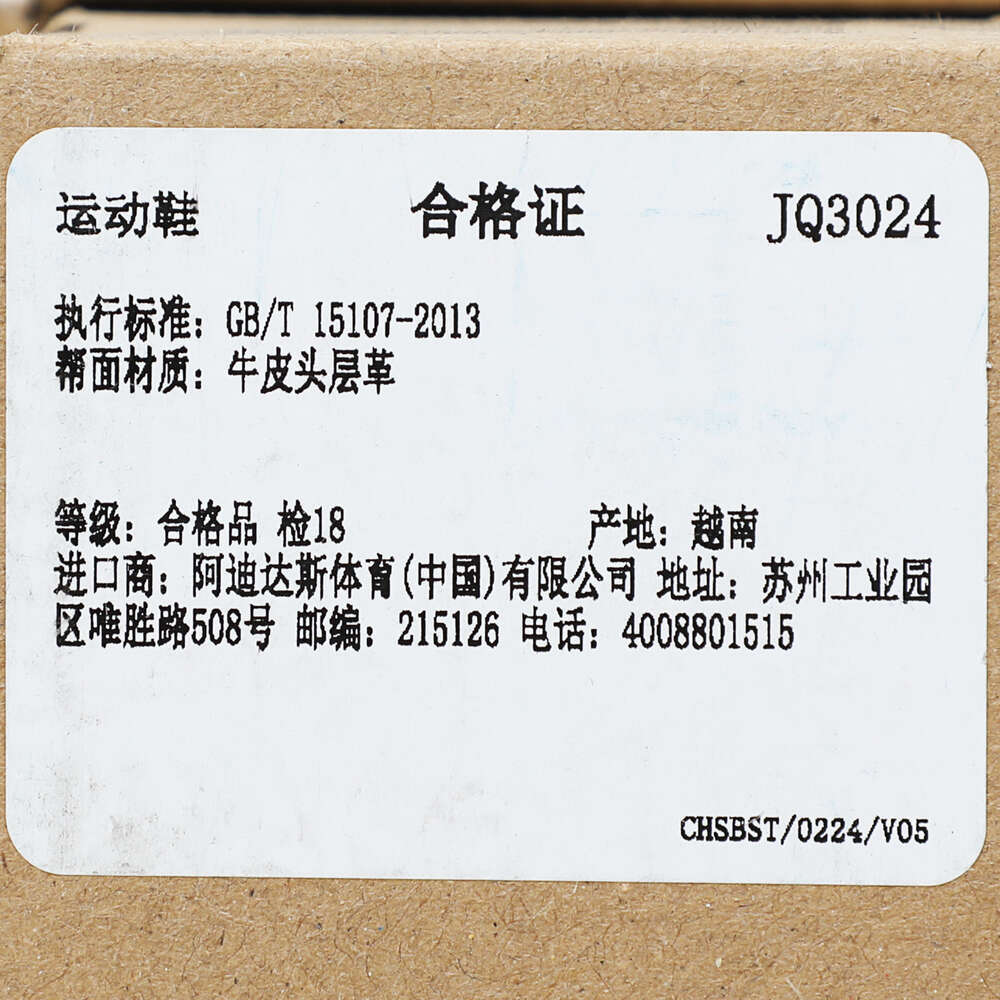 运动鞋 合格证 JQ3024
执行标准：GB/T 15107-2013
帮面材质：牛皮头层革
等级：合格品 检18 产地：越南
进口商：阿迪达斯体育(中国)有限公司 地址：苏州工业园
区唯胜路508号 邮编：215126 电话：4008801515
CHSBST/0224/V05